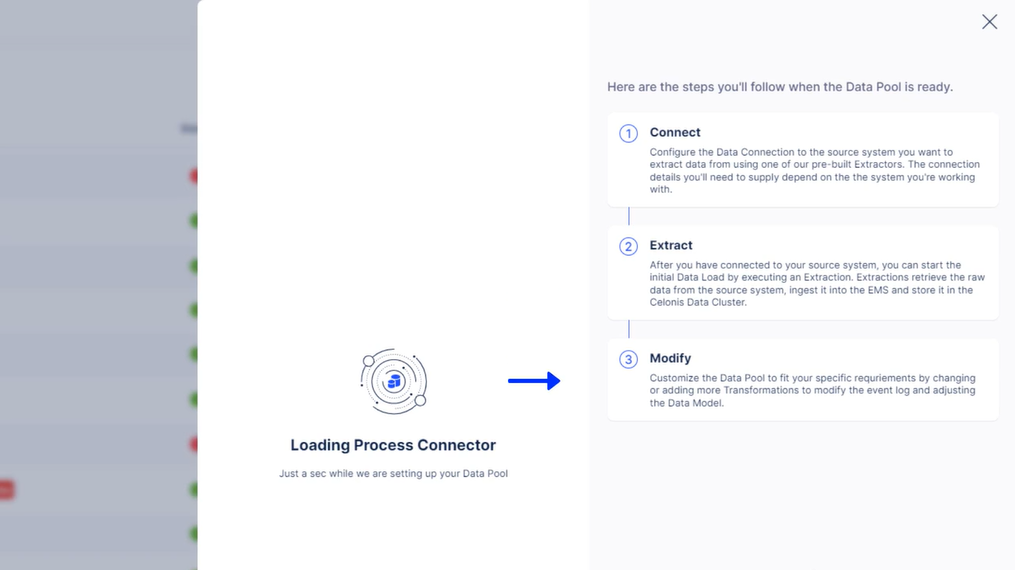 Here are the steps you'll follow when the Data Pool is ready.
1
Connect
Configure the Data Connection to the source system you want to
extract data from using one of our pre-built Extractors. The connection
details you'll need to supply depend on the the system you're working
with.
2
Extract
After you have connected to your source system, you can start the
initial Data Load by executing an Extraction. Extractions retrieve the raw
data from the source system, ingest it into the EMS and store it in the
Celonis Data Cluster.
3
Modify
Customize the Data Pool to fit your specific requriements by changing
or adding more Transformations to modify the event log and adjusting
the Data Model.
Loading Process Connector
Just a sec while we are setting up your Data Pool